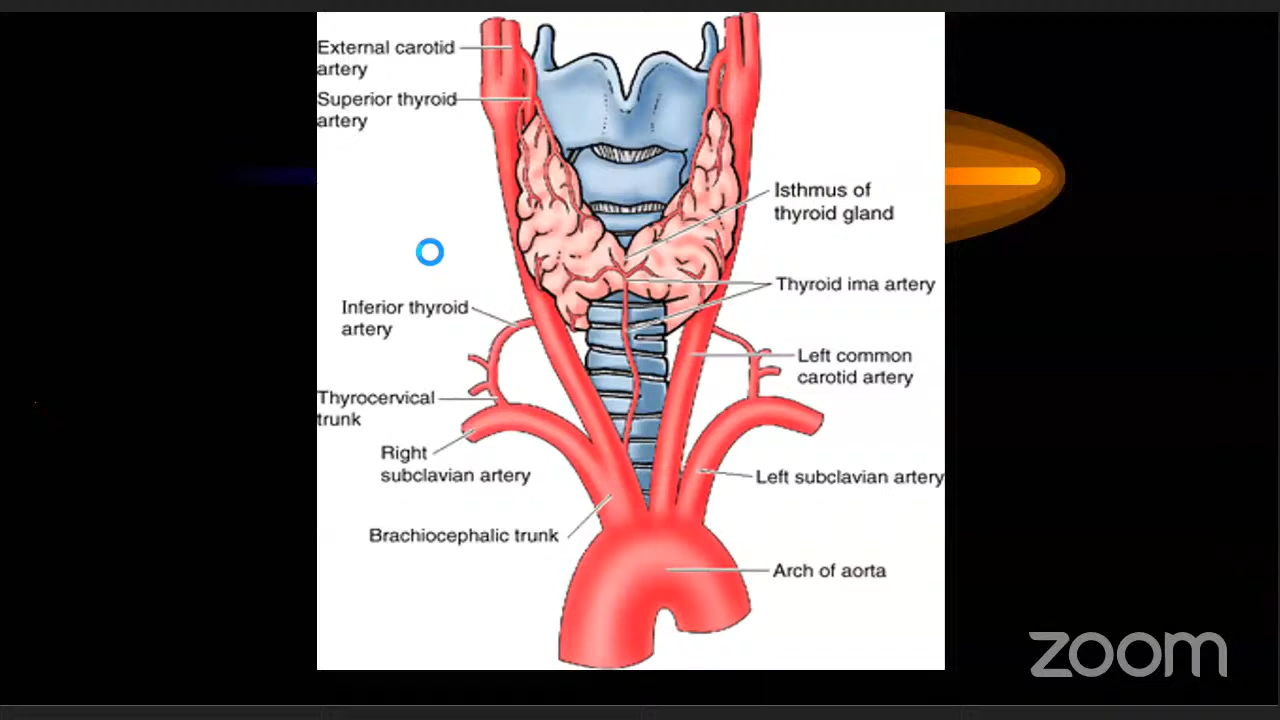 External carotid
artery
Superior thyroid
artery
Isthmus of
thyroid gland
Thyroid ima artery
Inferior thyroid
artery
Left common
carotid artery
Thyrocervical
trunk
Right
subclavian artery
Left subclavian artery
Brachiocephalic trunk
Arch of aorta
zoom